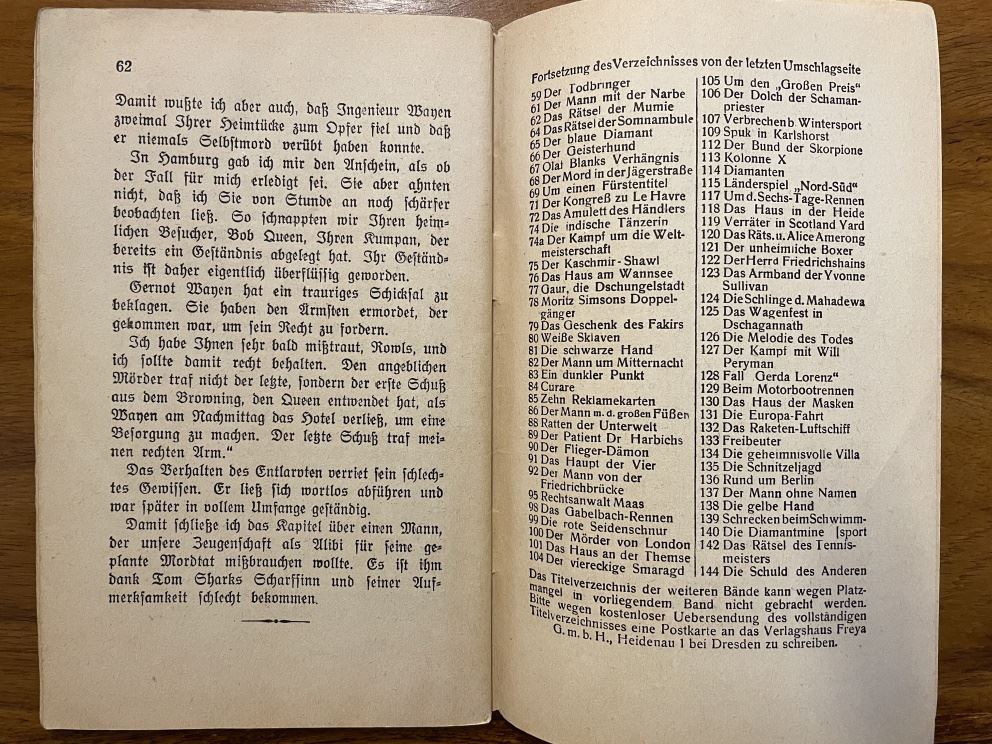 62
Damit wußte ich aber auch, daß Ingenieur Wayen
zweimal Ihrer Heimtücke zum Opfer fiel und daß
er niemals Selbstmord verübt haben konnte.
In Hamburg gab ich mir den Anschein, als ob
der Fall für mich erledigt sei. Sie aber ahnten
nicht, daß ich Sie von Stunde an noch schärfer
beobachten ließ. So schnappten wir Ihren heim-
lichen Besucher, Bob Queen, Ihren Kumpan, der
bereits ein Geständnis abgelegt hat. Ihr Geständ-
nis ist daher eigentlich überflüssig geworden.
Gernot Wayen hat ein trauriges Schicksal zu
beklagen. Sie haben den Ärmsten ermordet, der
gekommen war, um sein Recht zu fordern.
Ich habe Ihnen sehr bald mißtraut, Rowls, und
ich sollte damit recht behalten. Den angeblichen
Mörder traf nicht der letzte, sondern der erste Schuß
aus dem Browning, den Queen entwendet hat, als
Wayen am Nachmittag das Hotel verließ, um eine
Besorgung zu machen. Der letzte Schuß traf mei-
nen rechten Arm.“
Das Verhalten des Entlarvten verriet sein schlech-
tes Gewissen. Er ließ sich wortlos abführen und
war später in vollem Umfange geständig.
Damit schließe ich das Kapitel über einen Mann,
der unsere Zeugenschaft als Alibi für seine ge-
plante Mordtat mißbrauchen wollte. Es ist ihm
dank Tom Sharks Scharfsinn und seiner Auf-
merksamkeit schlecht bekommen.
Fortsetzung des Verzeichnisses von der letzten Umschlagseite
59 Der Todbringer
61 Der Mann mit der Narbe
62 Das Rätsel der Mumie
64 Das Rätsel der Somnambule
65 Der blaue Diamant
66 Der Geisterhund
67 Olaf Blanks Verhängnis
68 Der Mord in der Jägerstraße
69 Um einen Fürstentitel
71 Der Kongreß zu Le Havre
72 Das Amulett des Händlers
74 Die indische Tänzerin
74a Der Kampf um die Welt-
meisterschaft
75 Der Kaschmir-Shawl
76 Das Haus am Wannsee
77 Gaur, die Dschungelstadt
78 Moritz Simsons Doppel-
gänger
79 Das Geschenk des Fakirs
80 Weiße Sklaven
81 Die schwarze Hand
82 Der Mann um Mitternacht
83 Ein dunkler Punkt
84 Curare
85 Zehn Reklamekarten
86 Der Mann m. d. großen Füßen
88 Ratten der Unterwelt
89 Der Patient Dr Harbichs
90 Der Flieger-Dämon
91 Das Haupt der Vier
92 Der Mann von der
Friedrichbrücke
95 Rechtsanwalt Maas
98 Das Gabelbach-Rennen
99 Die rote Seidenschnur
100 Der Mörder von London
101 Das Haus an der Themse
104 Der viereckige Smaragd
105 Um den „Großen Preis“
106 Der Dolch der Schaman-
priester
107 Verbrechen b. Wintersport
109 Spuk in Karlshorst
112 Der Bund der Skorpione
113 Kolonne X
114 Diamanten
115 Länderspiel „Nord-Süd“
117 Um d. Sechs-Tage-Rennen
118 Das Haus in der Heide
119 Verräter in Scotland Yard
120 Das Räts. u. Alice Amerong
121 Der unheimliche Boxer
122 Der Herr d Friedrichshains
123 Das Armband der Yvonne
Sullivan
124 Die Schlinge d. Mahadewa
125 Das Wagenfest in
Dschagannath
126 Die Melodie des Todes
127 Der Kampf mit Will
Peryman
128 Fall „Gerda Lorenz“
129 Beim Motorbootrennen
130 Das Haus der Masken
131 Die Europa-Fahrt
132 Das Raketen-Luftschiff
133 Freibeuter
134 Die geheimnisvolle Villa
135 Die Schnitzeljagd
136 Rund um Berlin
137 Der Mann ohne Namen
138 Die gelbe Hand
139 Schrecken beim Schwimm-
140 Die Diamantmine [sport
142 Das Rätsel des Tennis-
meisters
144 Die Schuld des Anderen
Das Titelverzeichnis der weiteren Bände kann wegen Platz-
mangel in vorliegendem Band nicht gebracht werden.
Bitte wegen kostenloser Uebersendung des vollständigen
Titelverzeichnisses eine Postkarte an das Verlagshaus Freya
G. m. b. H., Heidenau 1 bei Dresden zu schreiben.